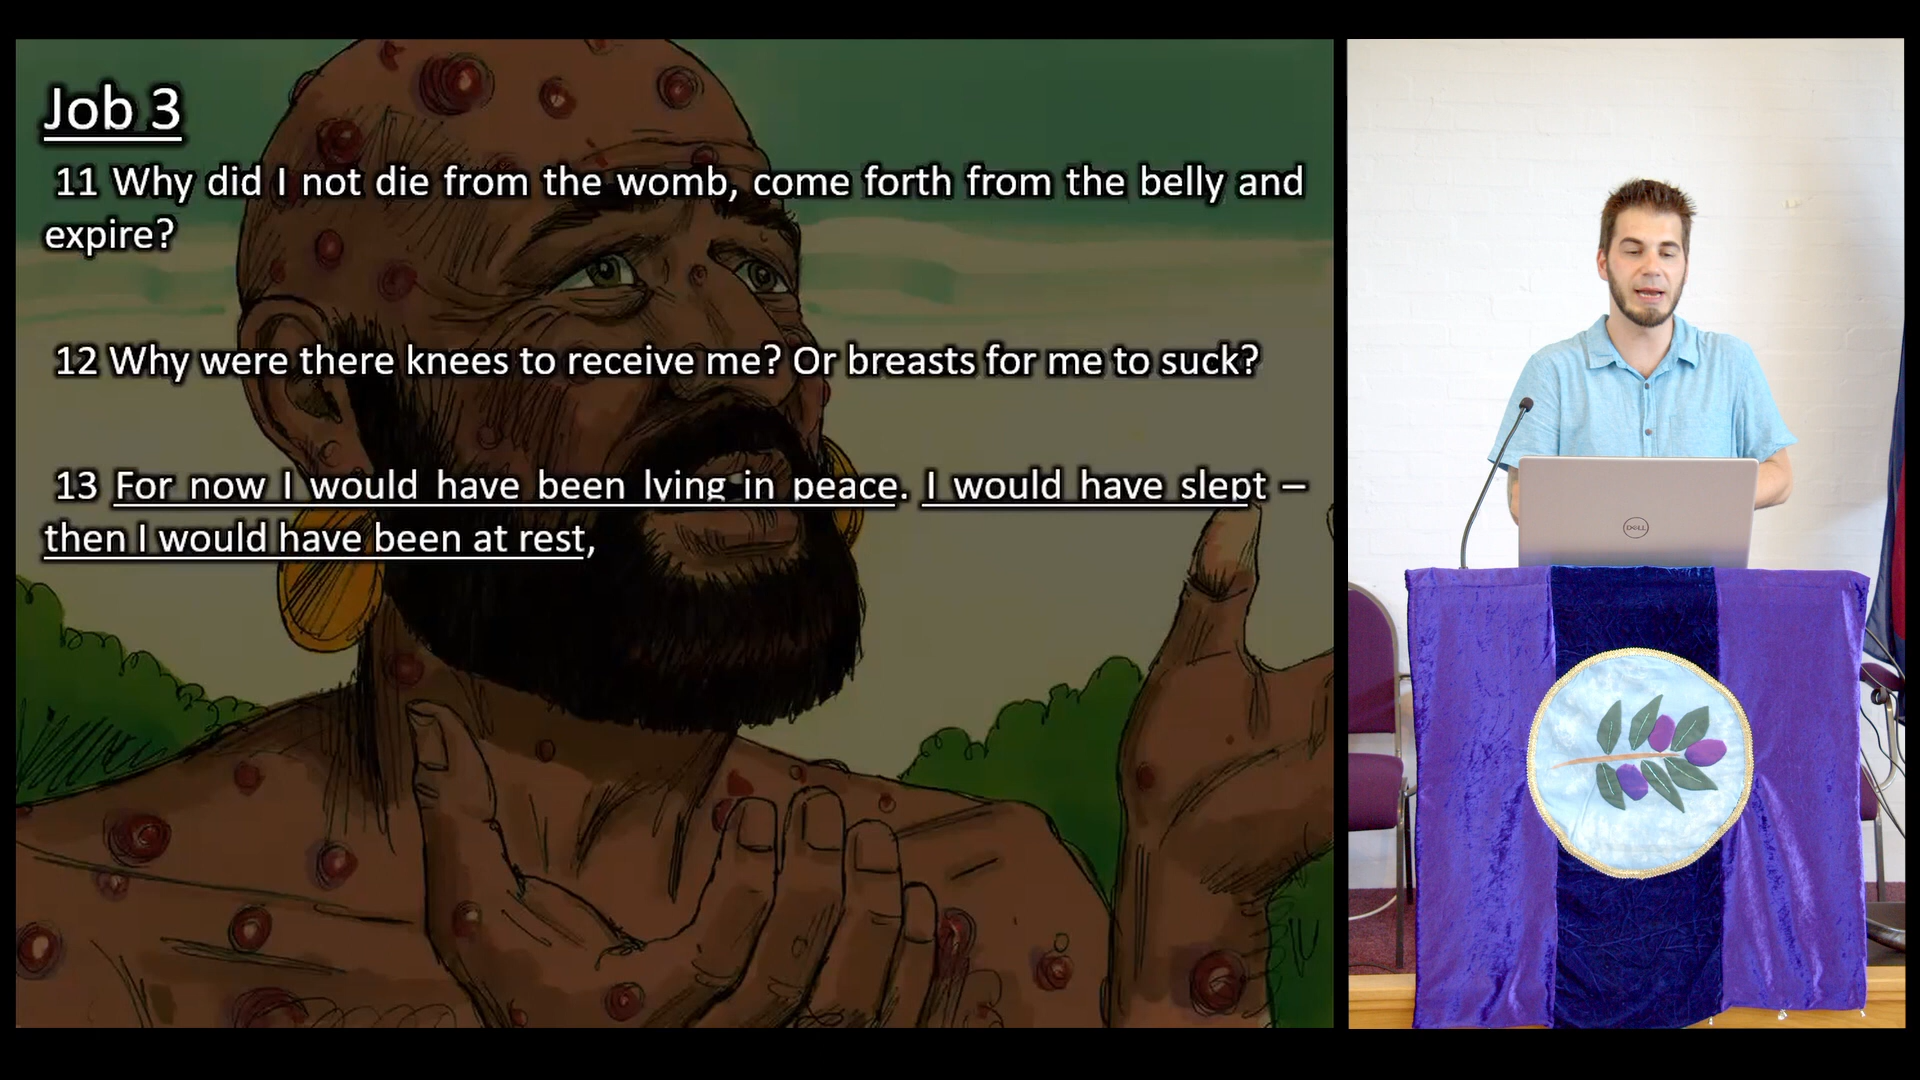 Job 3
11 Why did I not die from the womb, come forth from the belly and
expire?
12 Why were there knees to receive me? Or breasts for me to suck?
13 For now I would have been lying in peace. I would have slept –
then I would have been at rest,
DELL